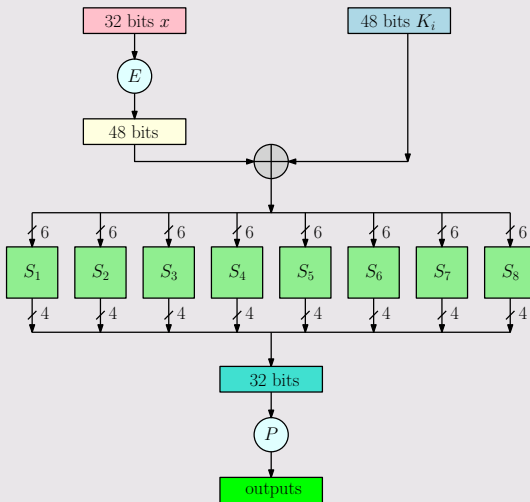 32 bits x
48 bits K_i
E
48 bits
6 6 6 6 6 6 6 6
S_1 S_2 S_3 S_4 S_5 S_6 S_7 S_8
4 4 4 4 4 4 4 4
32 bits
P
outputs